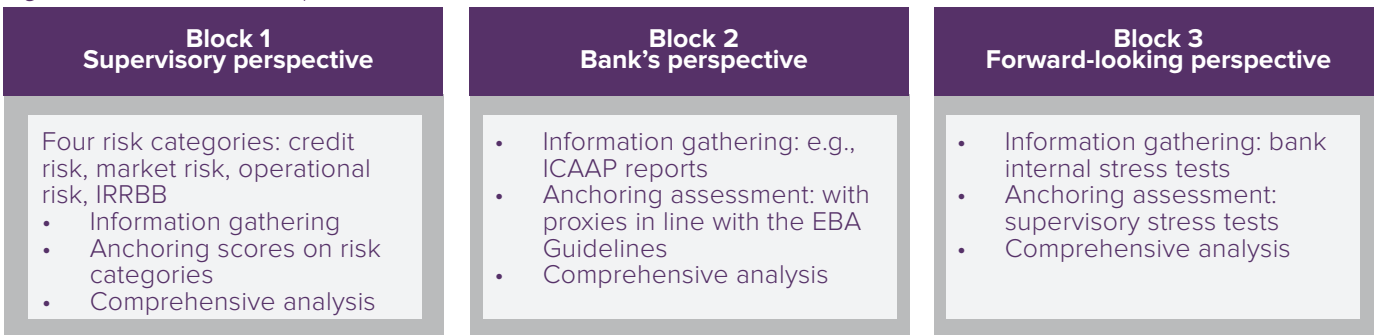 Block 1
Supervisory perspective
Four risk categories: credit
risk, market risk, operational
risk, IRRBB
• Information gathering
• Anchoring scores on risk
categories
• Comprehensive analysis
Block 2
Bank's perspective
• Information gathering: e.g.,
ICAAP reports
• Anchoring assessment: with
proxies in line with the EBA
Guidelines
• Comprehensive analysis
Block 3
Forward-looking perspective
• Information gathering: bank
internal stress tests
• Anchoring assessment:
supervisory stress tests
• Comprehensive analysis